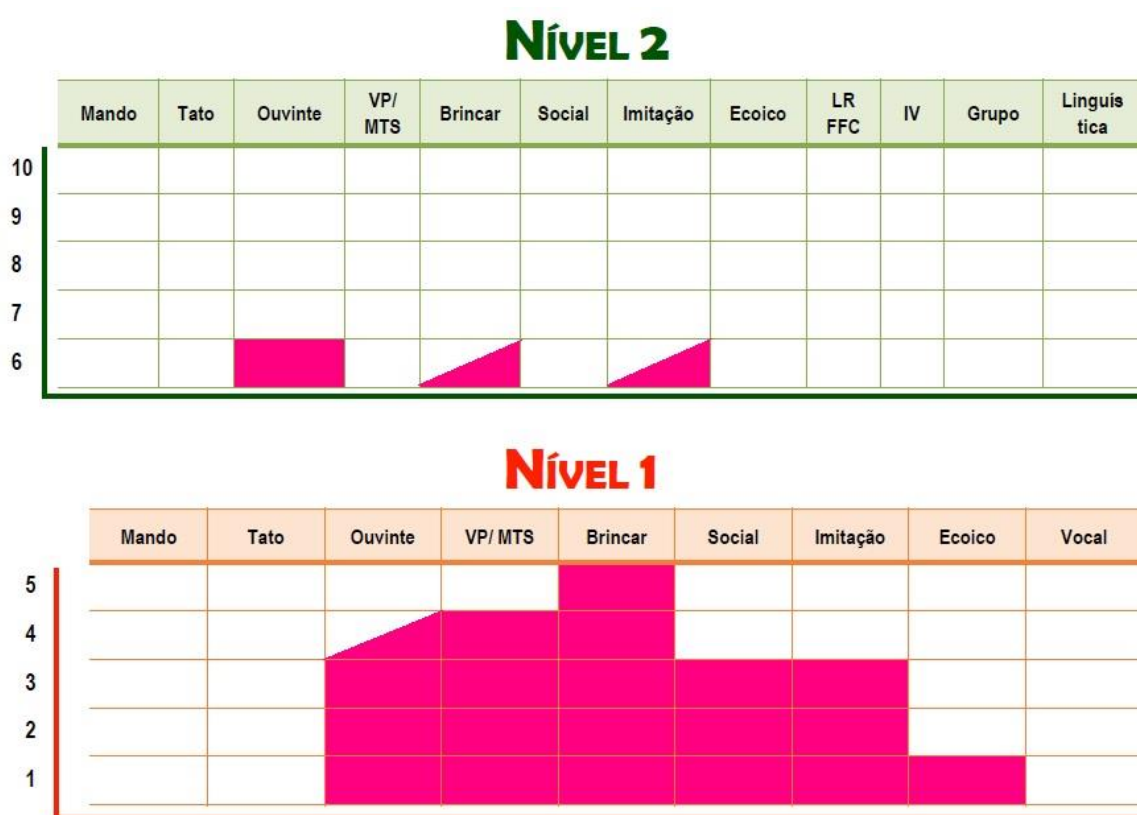 NÍVEL 2
Mando Tato Ouvinte VP/ MTS Brincar Social Imitação Ecoico LR FFC IV Grupo Linguís tica
10
9
8
7
6
NÍVEL 1
Mando Tato Ouvinte VP/ MTS Brincar Social Imitação Ecoico Vocal
5
4
3
2
1